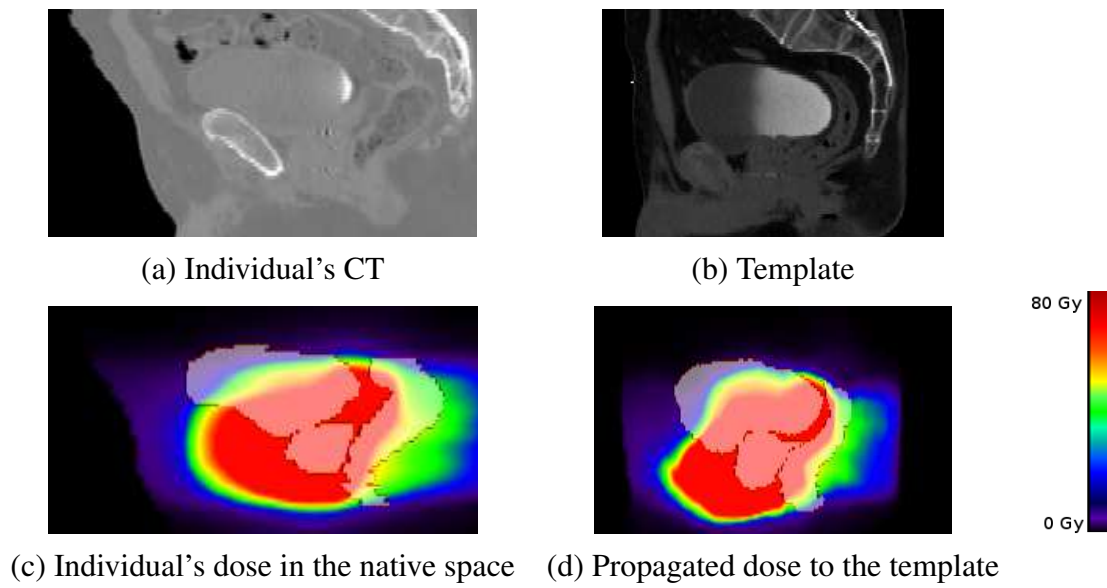 (a) Individual's CT
(b) Template
80 Gy
0 Gy
(c) Individual's dose in the native space
(d) Propagated dose to the template